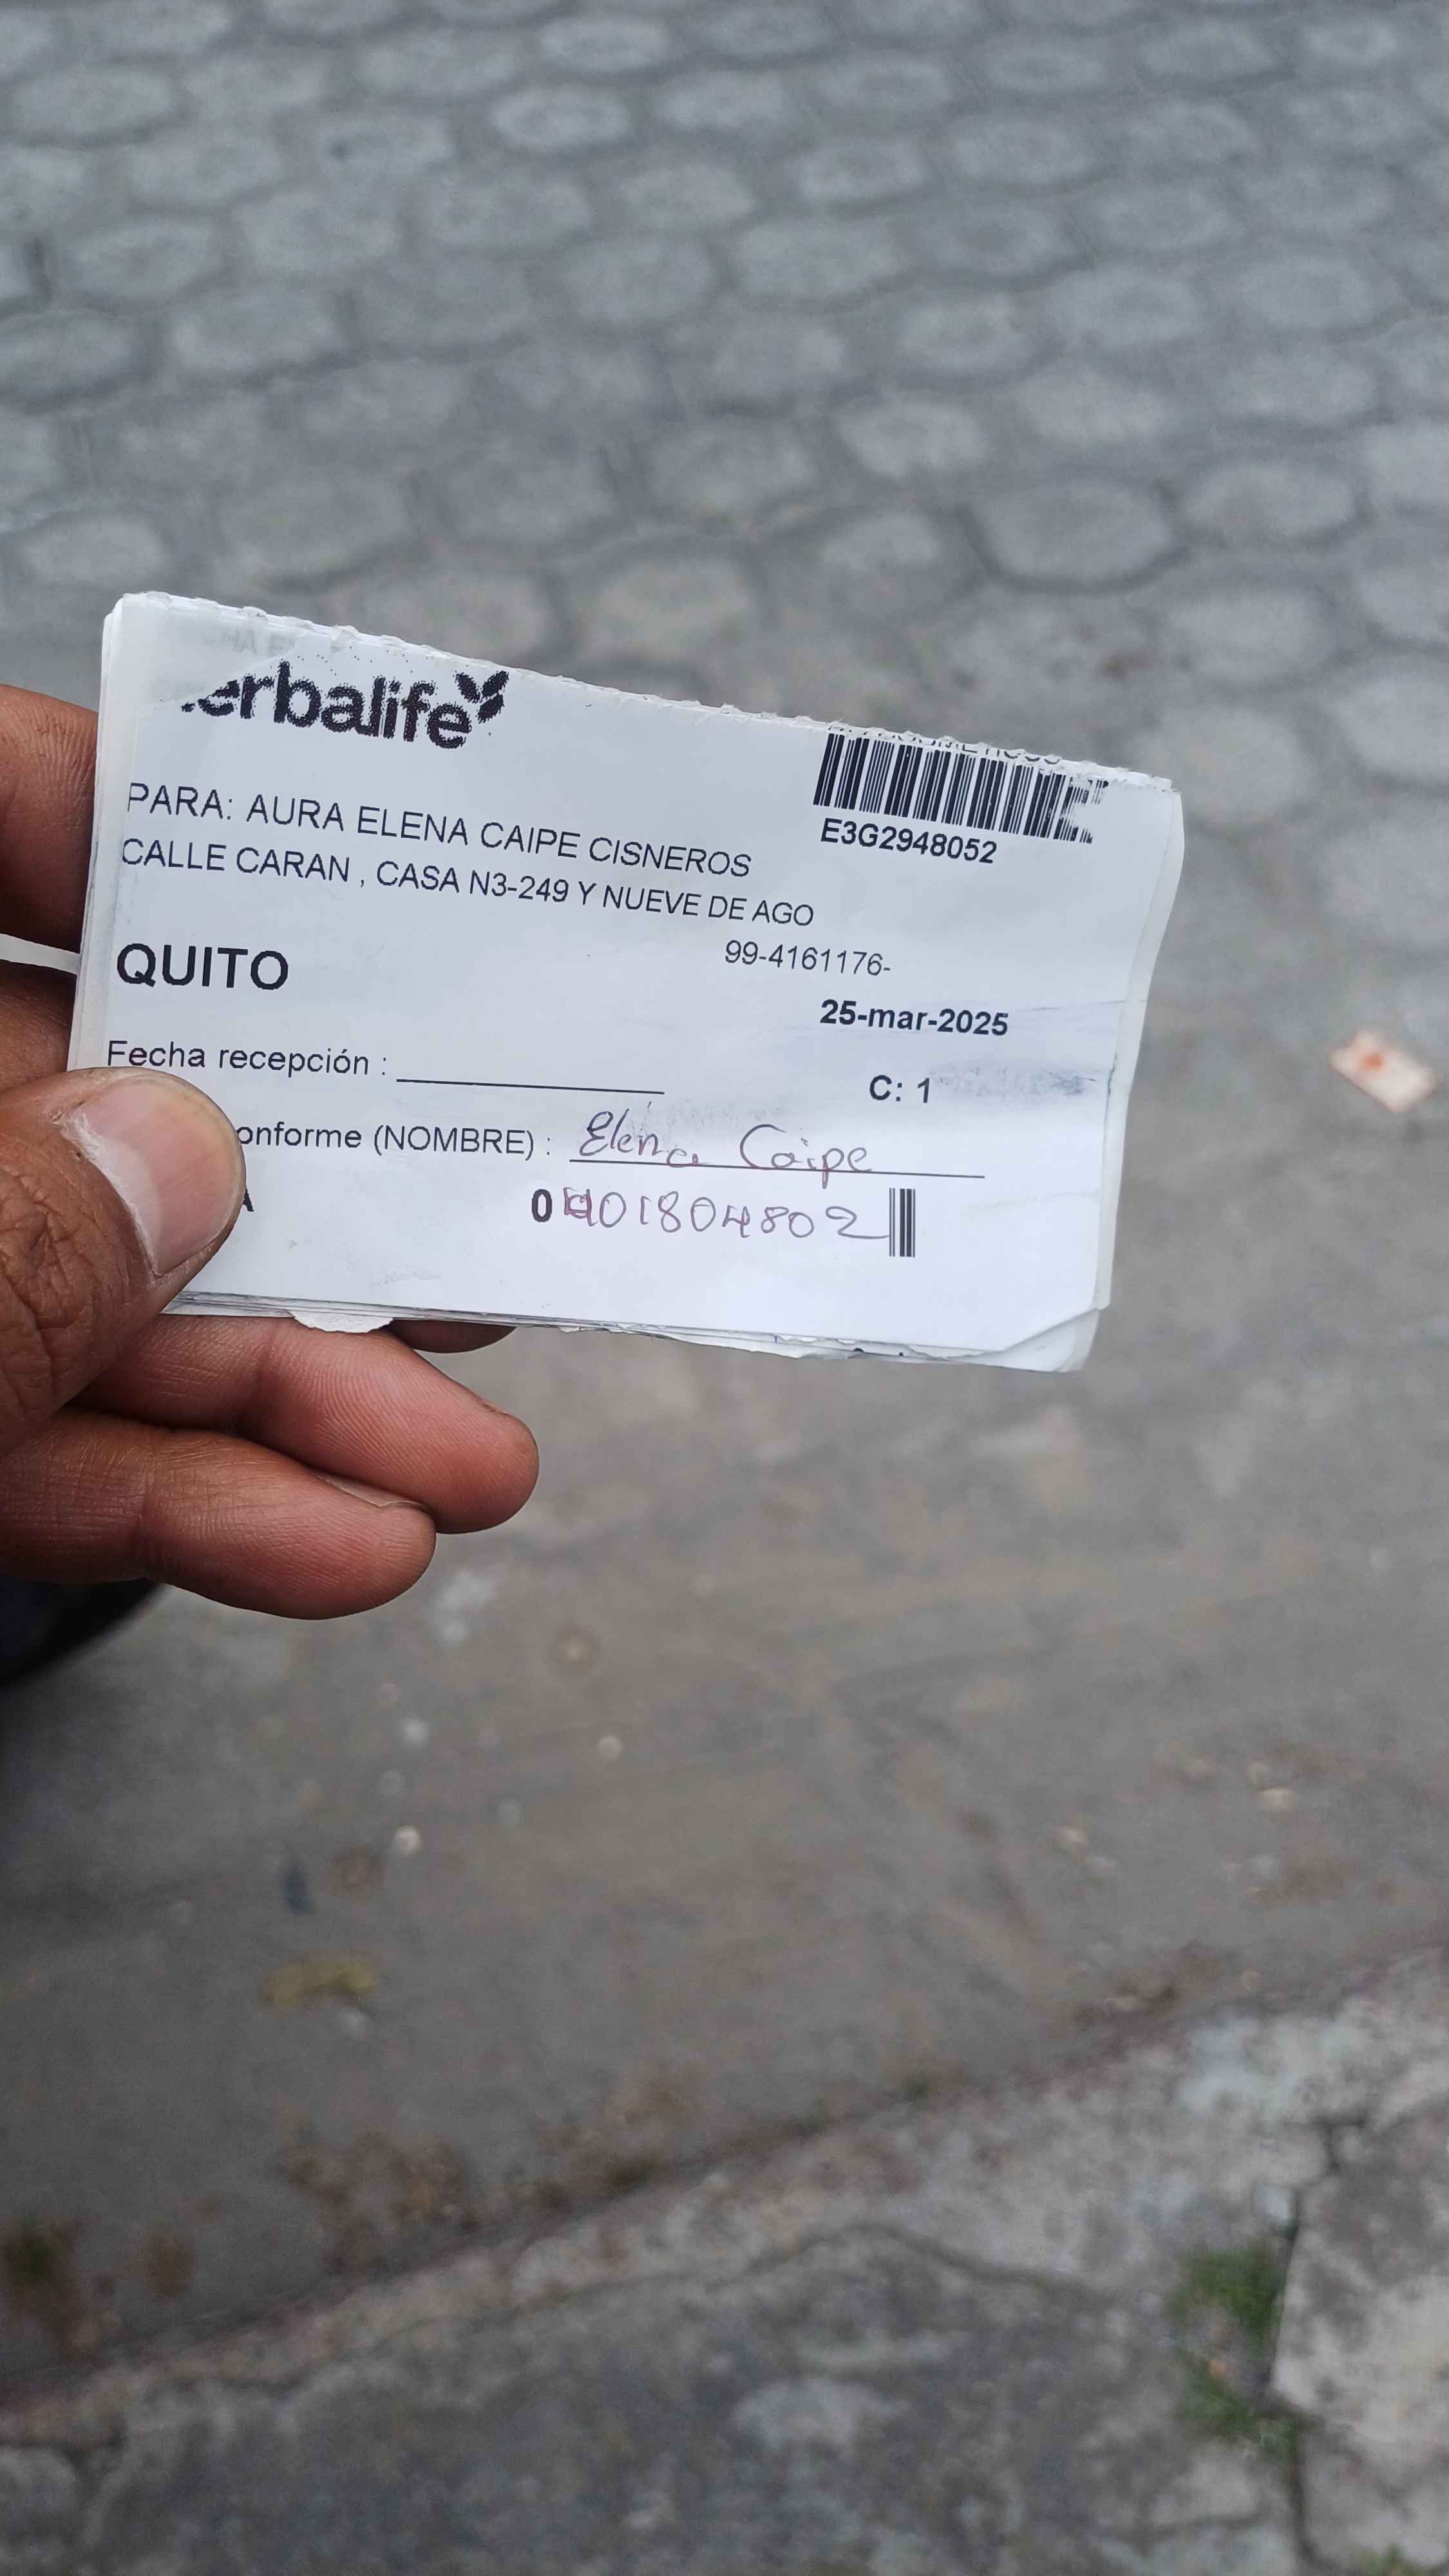 erbalife
E3G2948052
PARA: AURA ELENA CAIPE CISNEROS
CALLE CARAN , CASA N3-249 Y NUEVE DE AGO
99-4161176-
QUITO
25-mar-2025
Fecha recepción :
C: 1
onforme (NOMBRE) : Elena Caipe
A
0 0401804802